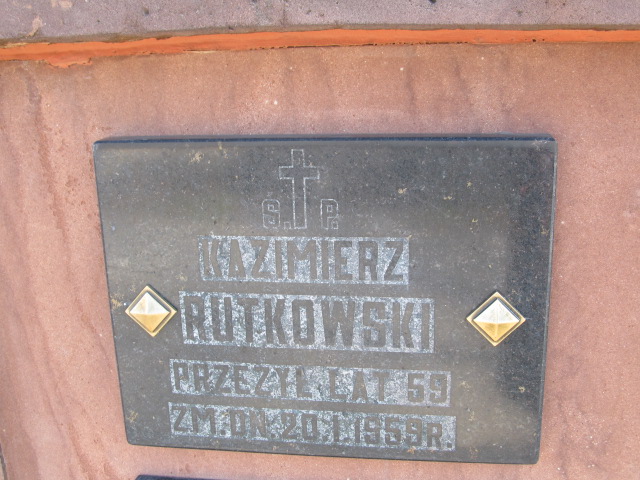 Ś. P.
KAZIMIERZ
RUTKOWSKI
PRZEŻYŁ LAT 59
ZM. DN. 20.I.1959R.